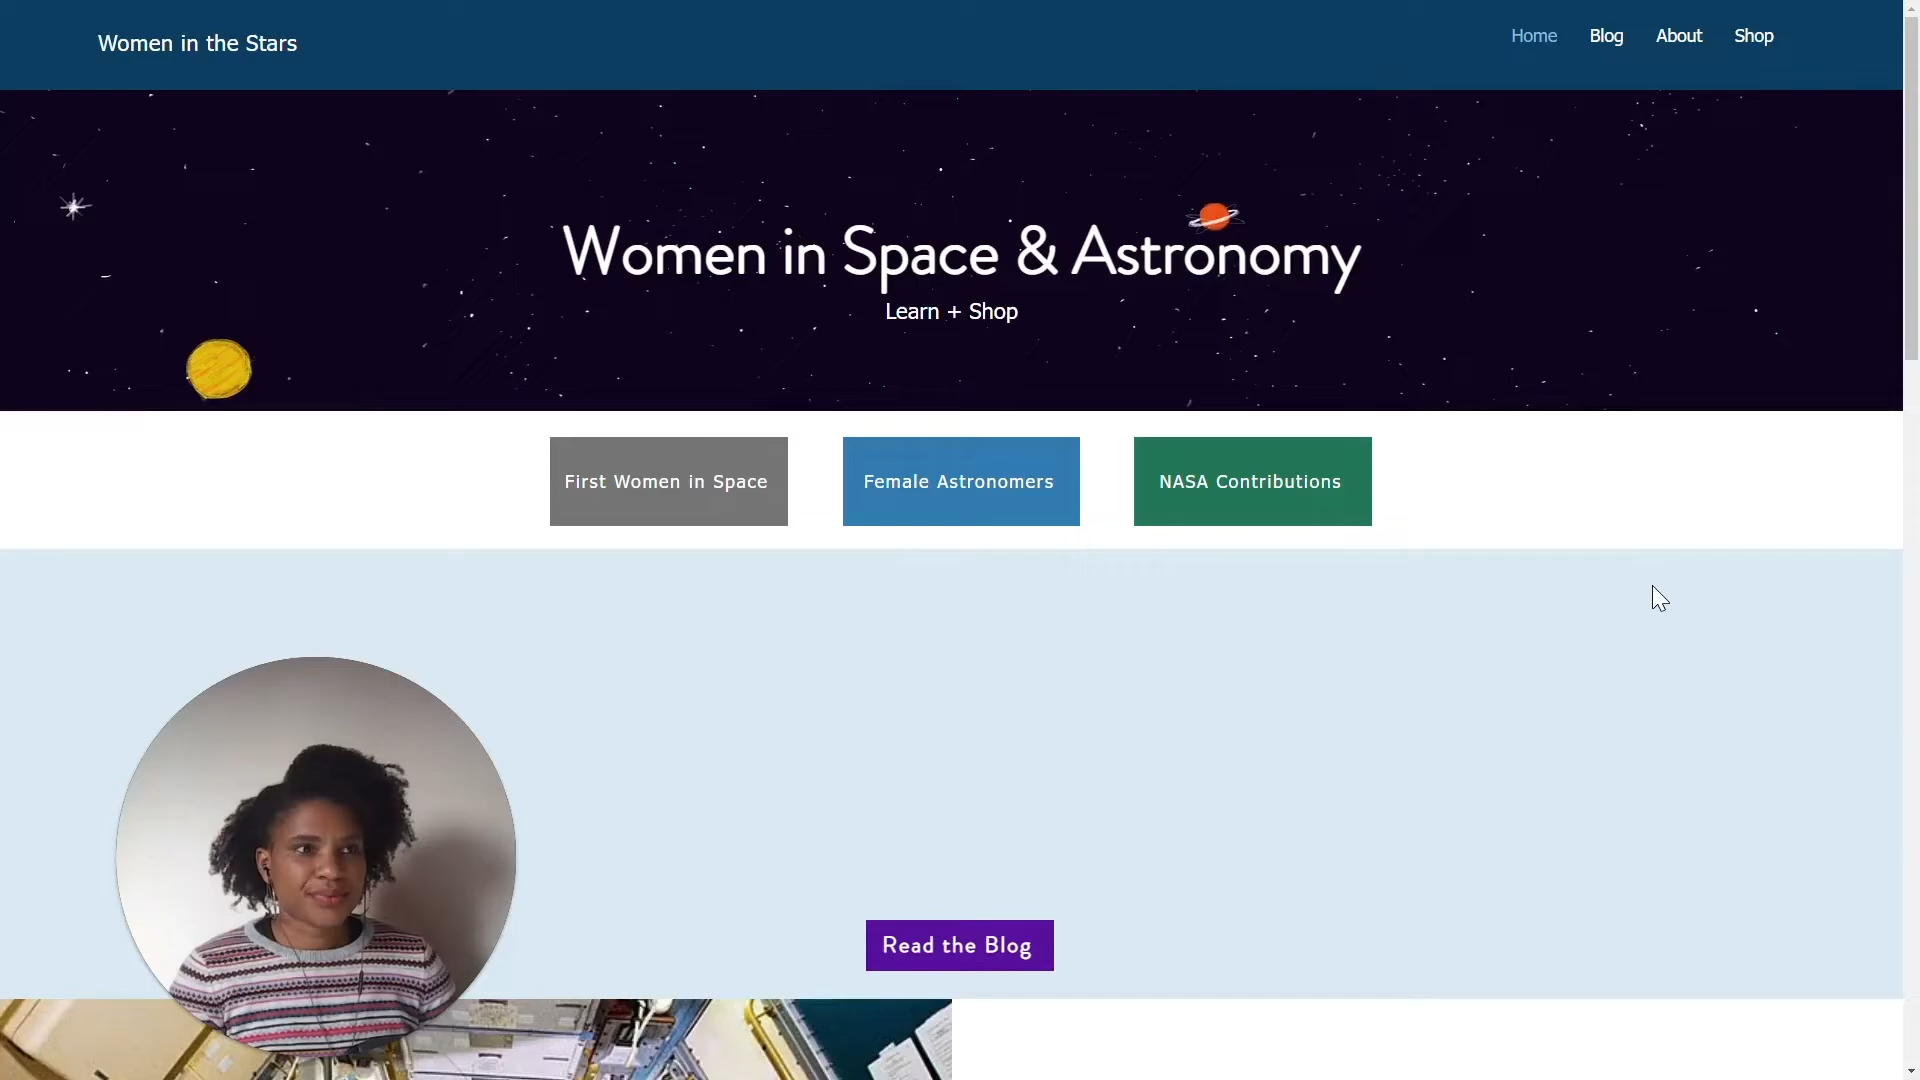 Women in the Stars
Home Blog About Shop
Women in Space & Astronomy
Learn + Shop
First Women in Space
Female Astronomers
NASA Contributions
Read the Blog